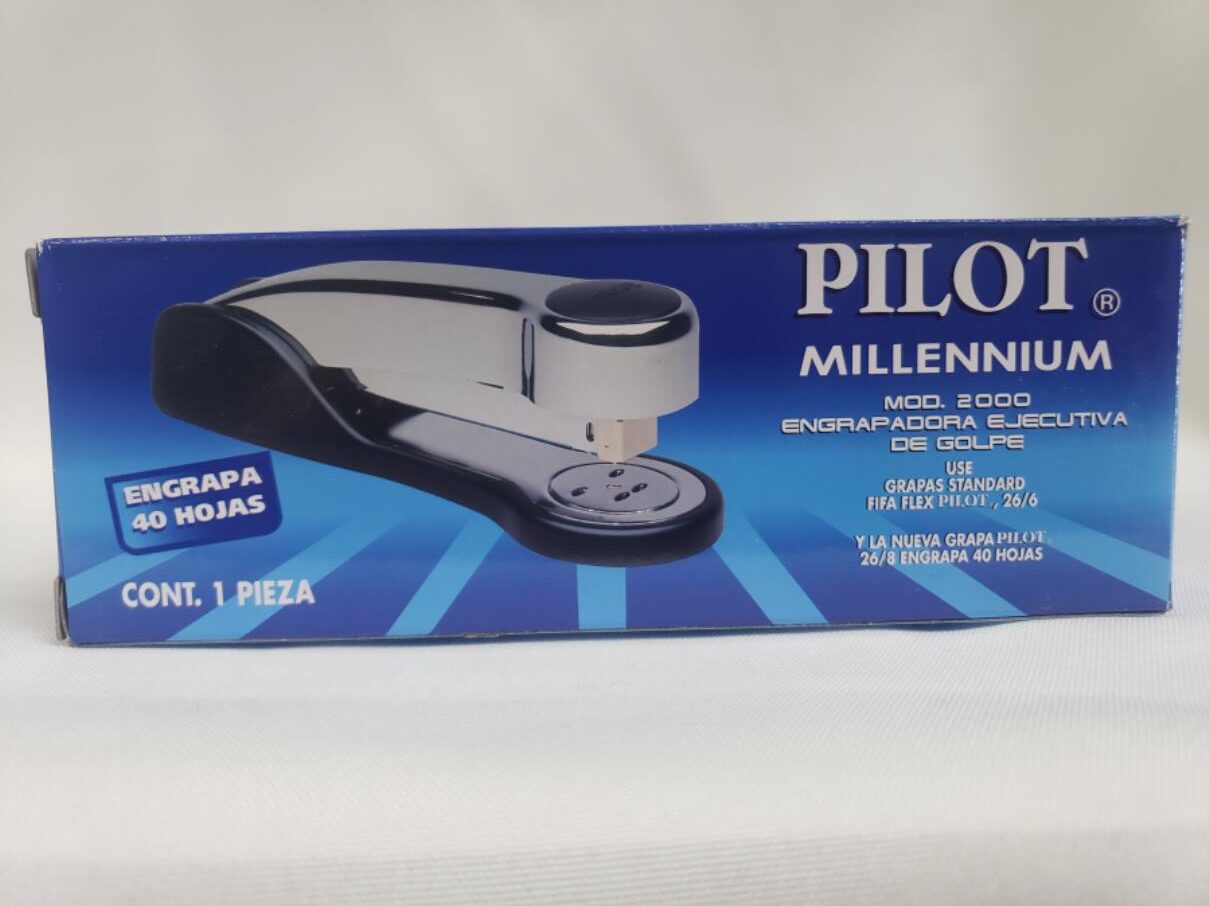 PILOT®
MILLENNIUM
MOD. 2000
ENGRAPADORA EJECUTIVA
DE GOLPE
USE
GRAPAS STANDARD
FIFA FLEX PILOT, 26/6
Y LA NUEVA GRAPA PILOT
26/8 ENGRAPA 40 HOJAS
ENGRAPA
40 HOJAS
CONT. 1 PIEZA